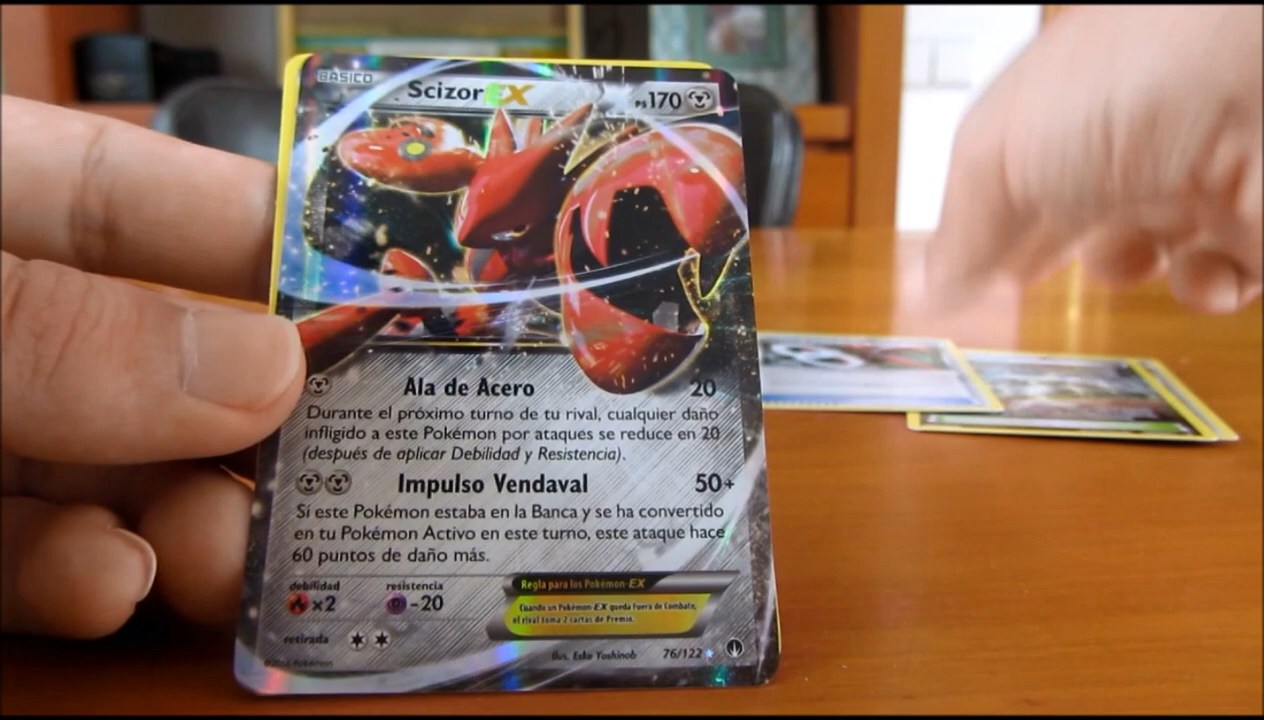 BÁSICO
Scizor EX
PS170
Ala de Acero 20
Durante el próximo turno de tu rival, cualquier daño
infligido a este Pokémon por ataques se reduce en 20
(después de aplicar Debilidad y Resistencia).
Impulso Vendaval 50+
Si este Pokémon estaba en la Banca y se ha convertido
en tu Pokémon Activo en este turno, este ataque hace
60 puntos de daño más.
debilidad resistencia
×2 -20
retirada
Regla para los Pokémon-EX
Cuando un Pokémon-EX queda Fuera de Combate,
el rival toma 2 cartas de Premio.
Ilus. Eske Yoshinob 76/122
©2016 Pokémon